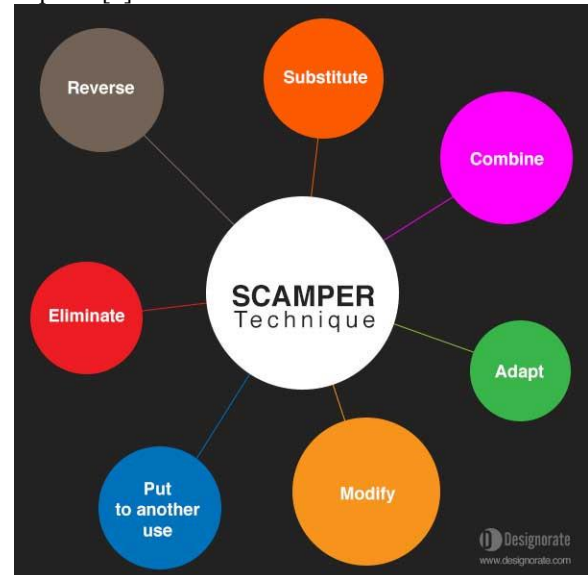 Reverse
Substitute
Combine
SCAMPER
Technique
Eliminate
Adapt
Put
to another
use
Modify
Designorate
www.designorate.com